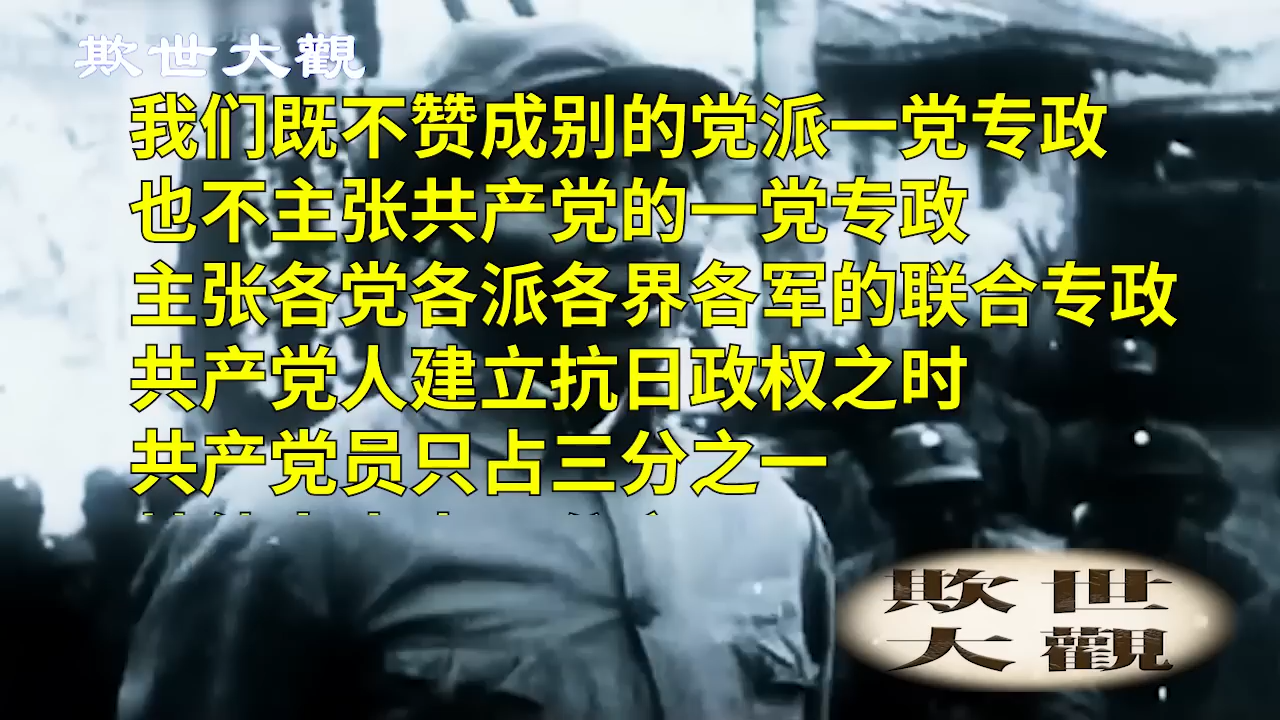 欺世大觀
我们既不赞成别的党派一党专政
也不主张共产党的一党专政
主张各党各派各界各军的联合专政
共产党人建立抗日政权之时
共产党员只占三分之一
欺世
大觀